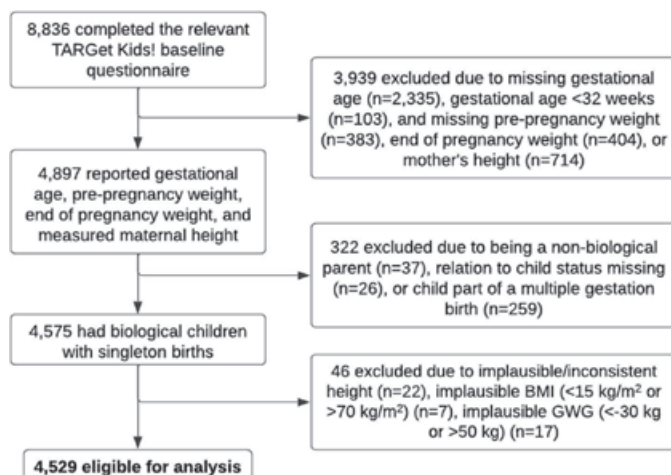 8,836 completed the relevant
TARGet Kids! baseline
questionnaire
3,939 excluded due to missing gestational
age (n=2,335), gestational age <32 weeks
(n=103), and missing pre-pregnancy weight
(n=383), end of pregnancy weight (n=404), or
mother's height (n=714)
4,897 reported gestational
age, pre-pregnancy weight,
end of pregnancy weight, and
measured maternal height
322 excluded due to being a non-biological
parent (n=37), relation to child status missing
(n=26), or child part of a multiple gestation
birth (n=259)
4,575 had biological children
with singleton births
46 excluded due to implausible/inconsistent
height (n=22), implausible BMI (<15 kg/m² or
>70 kg/m²) (n=7), implausible GWG (<-30 kg
or >50 kg) (n=17)
4,529 eligible for analysis